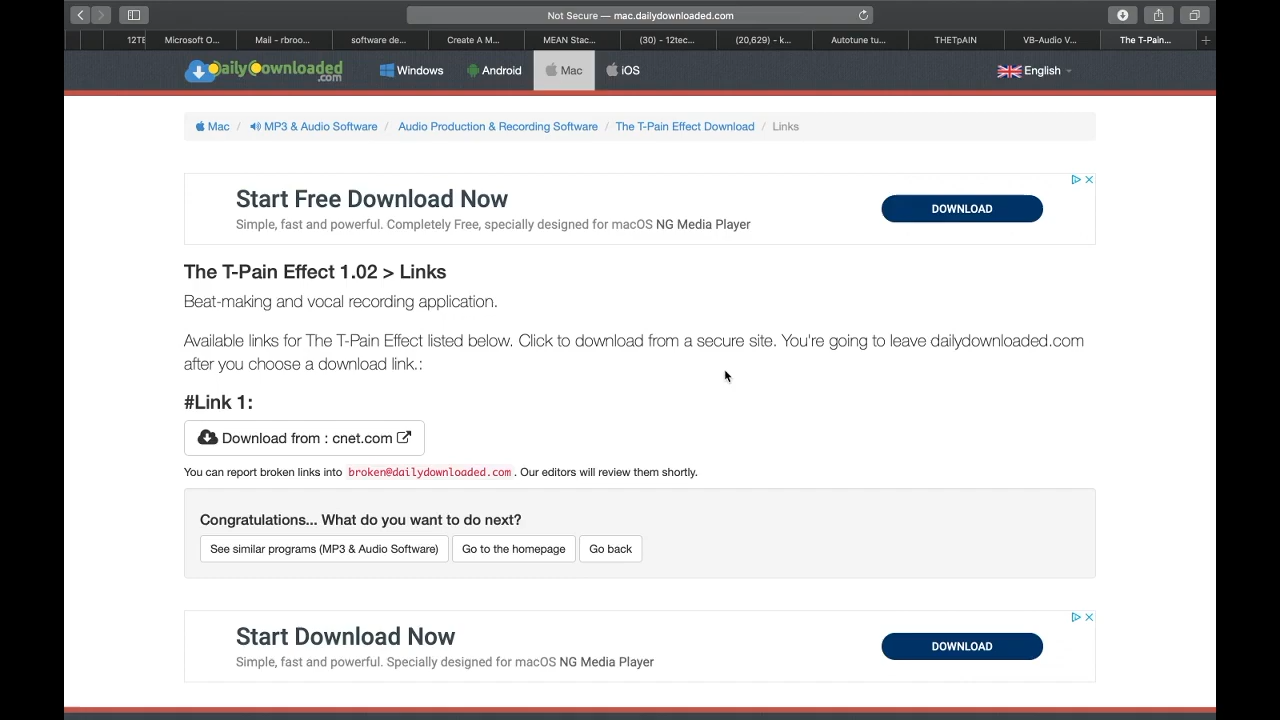 Not Secure — mac.dailydownloaded.com
12TE
Microsoft O...
Mail - rbroo...
software de...
Create A M...
MEAN Stac...
(30) - 12tec...
(20,629) - k...
Autotune tu...
THETpAIN
VB-Audio V...
The T-Pain...
DailyDownloaded
.com
Windows
Android
Mac
iOS
English
Mac / MP3 & Audio Software / Audio Production & Recording Software / The T-Pain Effect Download / Links
Start Free Download Now
Simple, fast and powerful. Completely Free, specially designed for macOS NG Media Player
DOWNLOAD
The T-Pain Effect 1.02 > Links
Beat-making and vocal recording application.
Available links for The T-Pain Effect listed below. Click to download from a secure site. You're going to leave dailydownloaded.com
after you choose a download link.:
#Link 1:
Download from : cnet.com
You can report broken links into broken@dailydownloaded.com. Our editors will review them shortly.
Congratulations... What do you want to do next?
See similar programs (MP3 & Audio Software)
Go to the homepage
Go back
Start Download Now
Simple, fast and powerful. Specially designed for macOS NG Media Player
DOWNLOAD